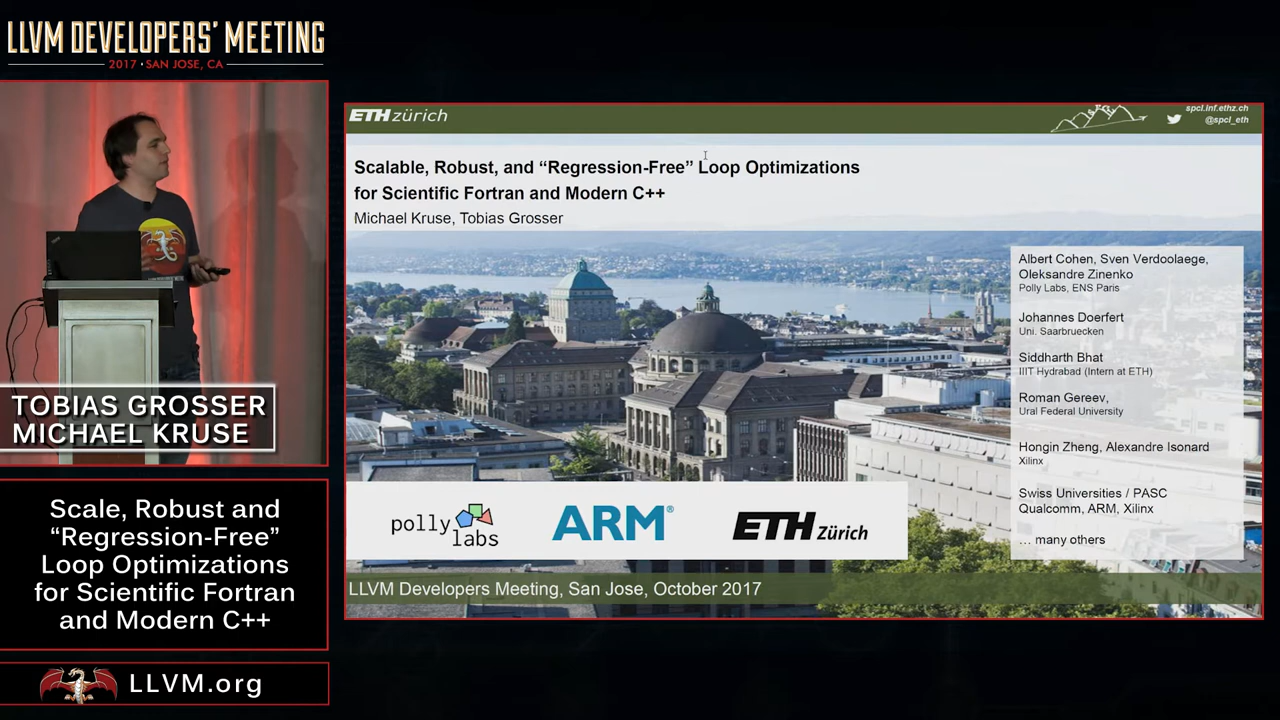 LLVM DEVELOPERS' MEETING
2017 · SAN JOSE, CA
TOBIAS GROSSER
MICHAEL KRUSE
Scale, Robust and
“Regression-Free”
Loop Optimizations
for Scientific Fortran
and Modern C++
LLVM.org
ETH zürich
spcl.inf.ethz.ch
@spcl_eth
Scalable, Robust, and “Regression-Free” Loop Optimizations
for Scientific Fortran and Modern C++
Michael Kruse, Tobias Grosser
Albert Cohen, Sven Verdoolaege,
Oleksandre Zinenko
Polly Labs, ENS Paris
Johannes Doerfert
Uni. Saarbruecken
Siddharth Bhat
IIIT Hydrabad (Intern at ETH)
Roman Gereev,
Ural Federal University
Hongin Zheng, Alexandre Isonard
Xilinx
Swiss Universities / PASC
Qualcomm, ARM, Xilinx
… many others
polly labs
ARM®
ETH Zürich
LLVM Developers Meeting, San Jose, October 2017